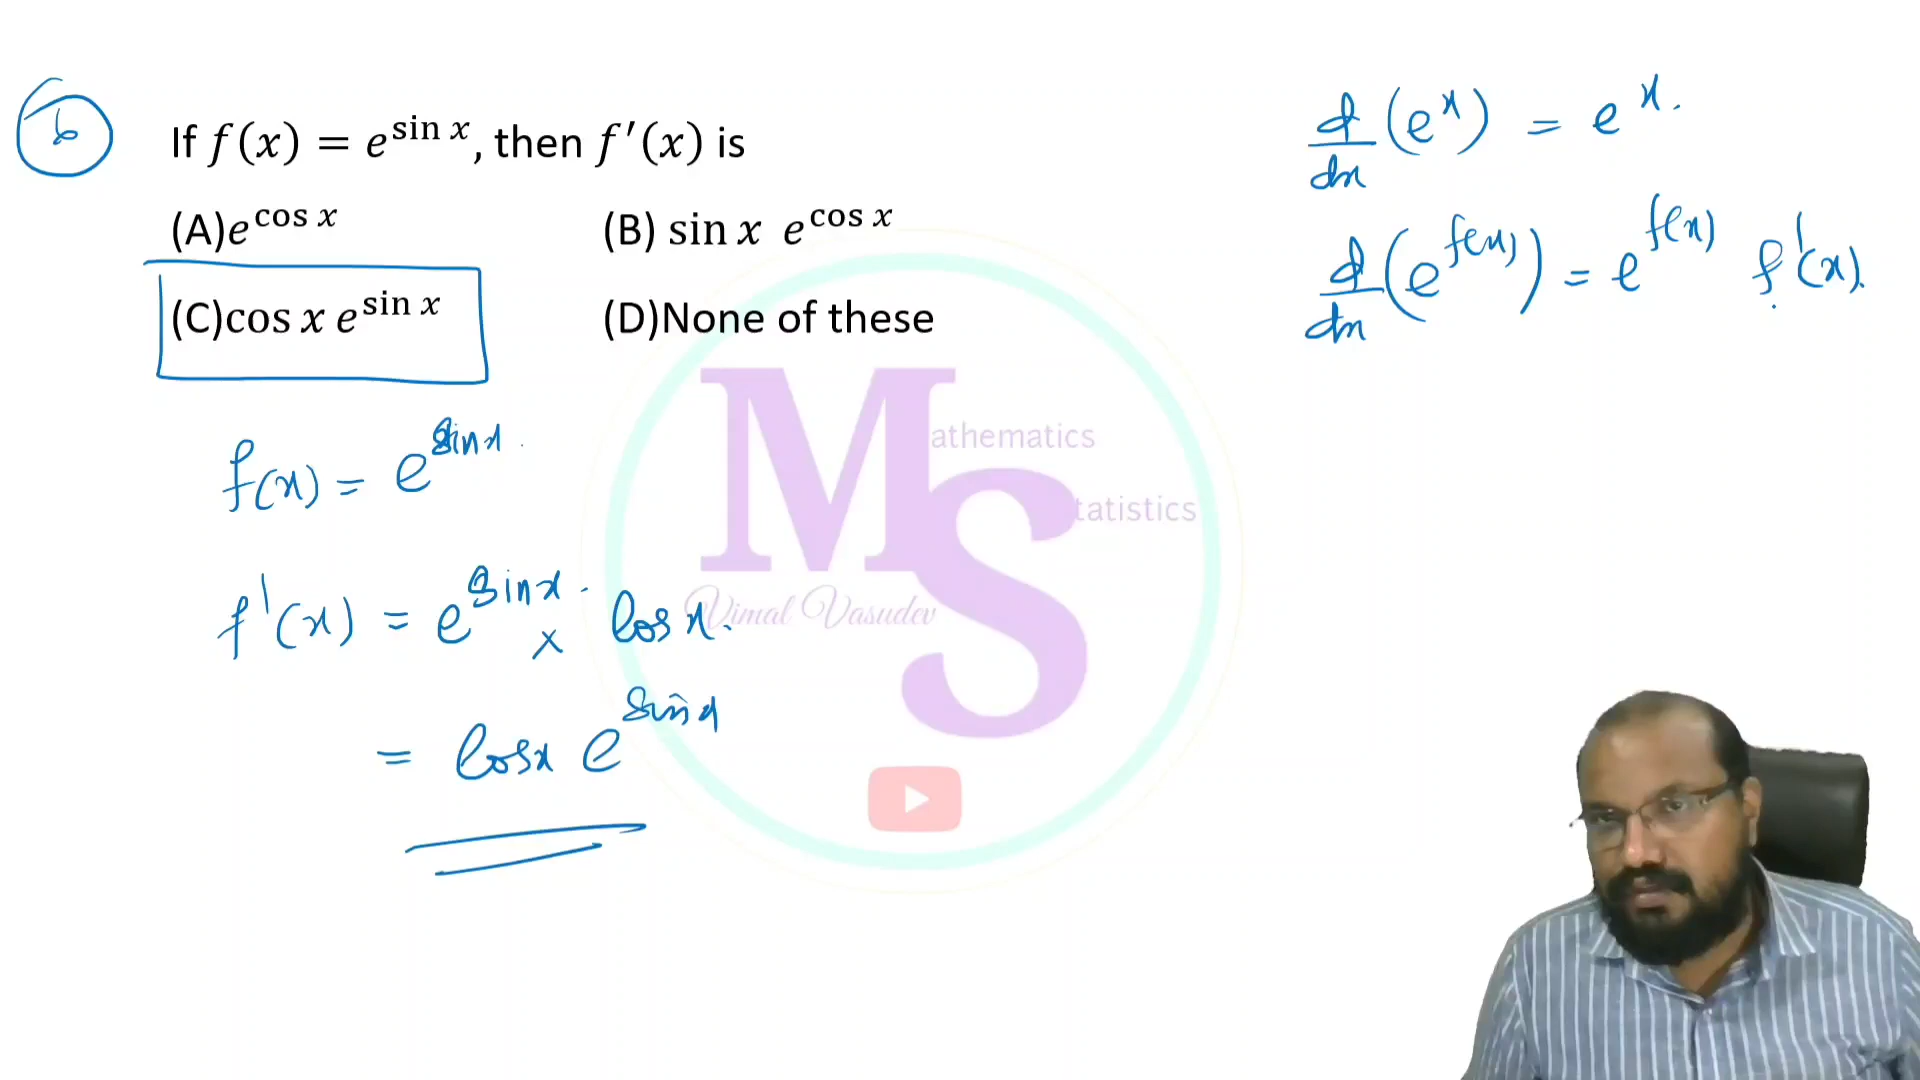 6
If f(x) = e^{sin x}, then f'(x) is
(A)e^{cos x} (B) sin x e^{cos x}
(C)cos x e^{sin x} (D)None of these
f(x) = e^{sin x}.
f'(x) = e^{sin x}. × cos x.
= cos x e^{sin x}
d/dx (e^x) = e^x.
d/dx (e^{f(x)}) = e^{f(x)} f'(x).
M
athematics
S
tatistics
Vimal Vasudev